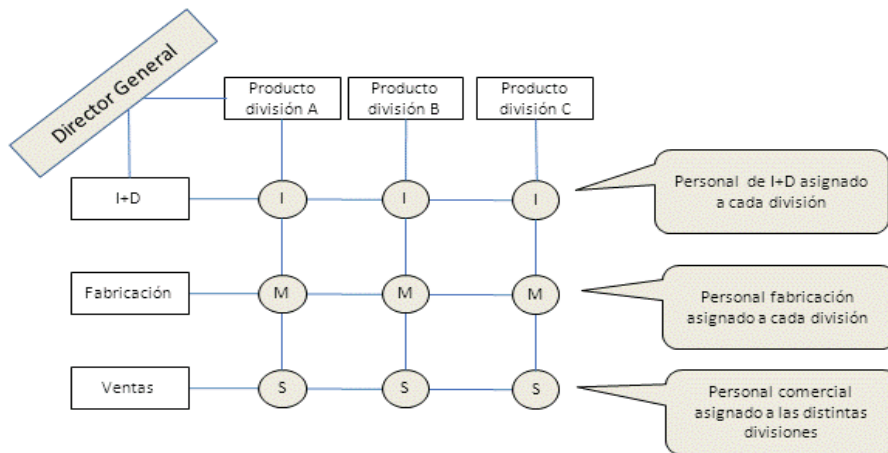 Director General
Producto
división A
Producto
división B
Producto
división C
I+D
I
I
I
Personal de I+D asignado
a cada división
Fabricación
M
M
M
Personal fabricación
asignado a cada división
Ventas
S
S
S
Personal comercial
asignado a las distintas
divisiones